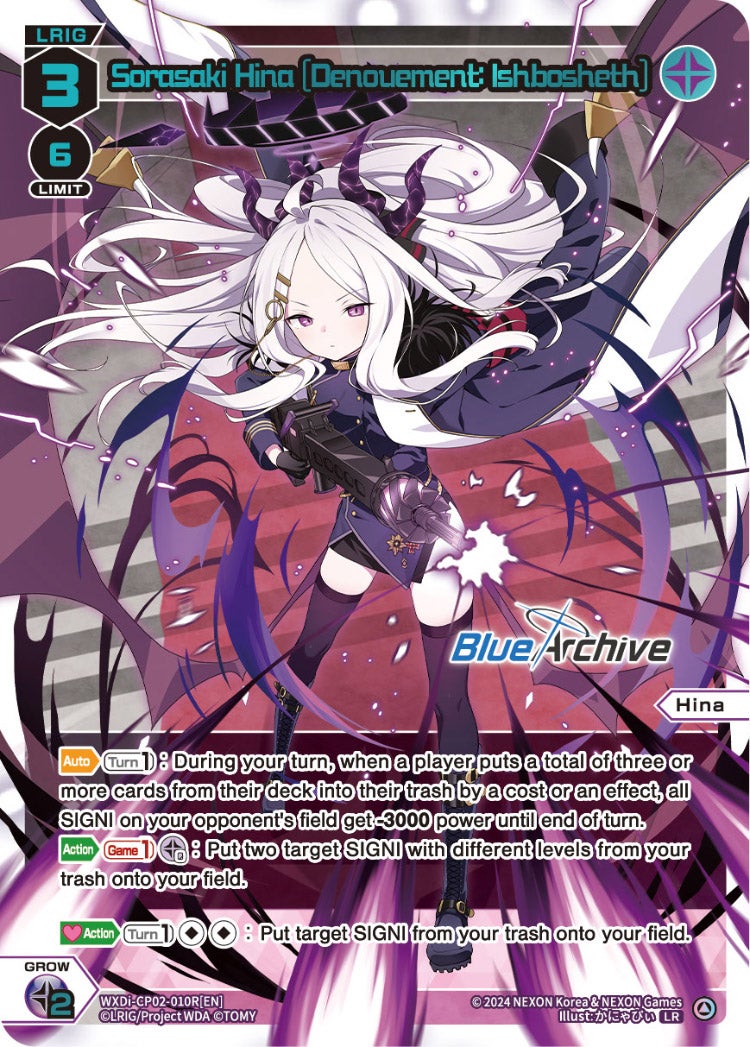 LRIG
3
Sorasaki Hina [Denouement: Ishbosheth]
6
LIMIT
Blue Archive
Hina
Auto Turn 1 : During your turn, when a player puts a total of three or
more cards from their deck into their trash by a cost or an effect, all
SIGNI on your opponent's field get -3000 power until end of turn.
Action Game 1 0 : Put two target SIGNI with different levels from your
trash onto your field.
Action Turn 1 : Put target SIGNI from your trash onto your field.
GROW
2
WXDi-CP02-010R[EN]
©LRIG/Project WDA ©TOMY
© 2024 NEXON Korea & NEXON Games
Illust:かにゃぴぃ LR